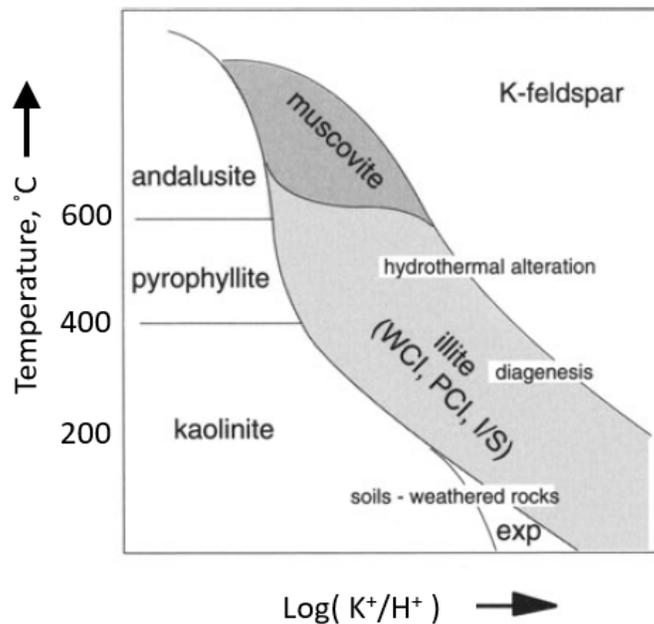 K-feldspar
muscovite
andalusite
600
hydrothermal alteration
pyrophyllite
400
illite
(WCI, PCI, I/S)
diagenesis
200
kaolinite
soils - weathered rocks
exp
Temperature, °C
Log( K⁺/H⁺ )